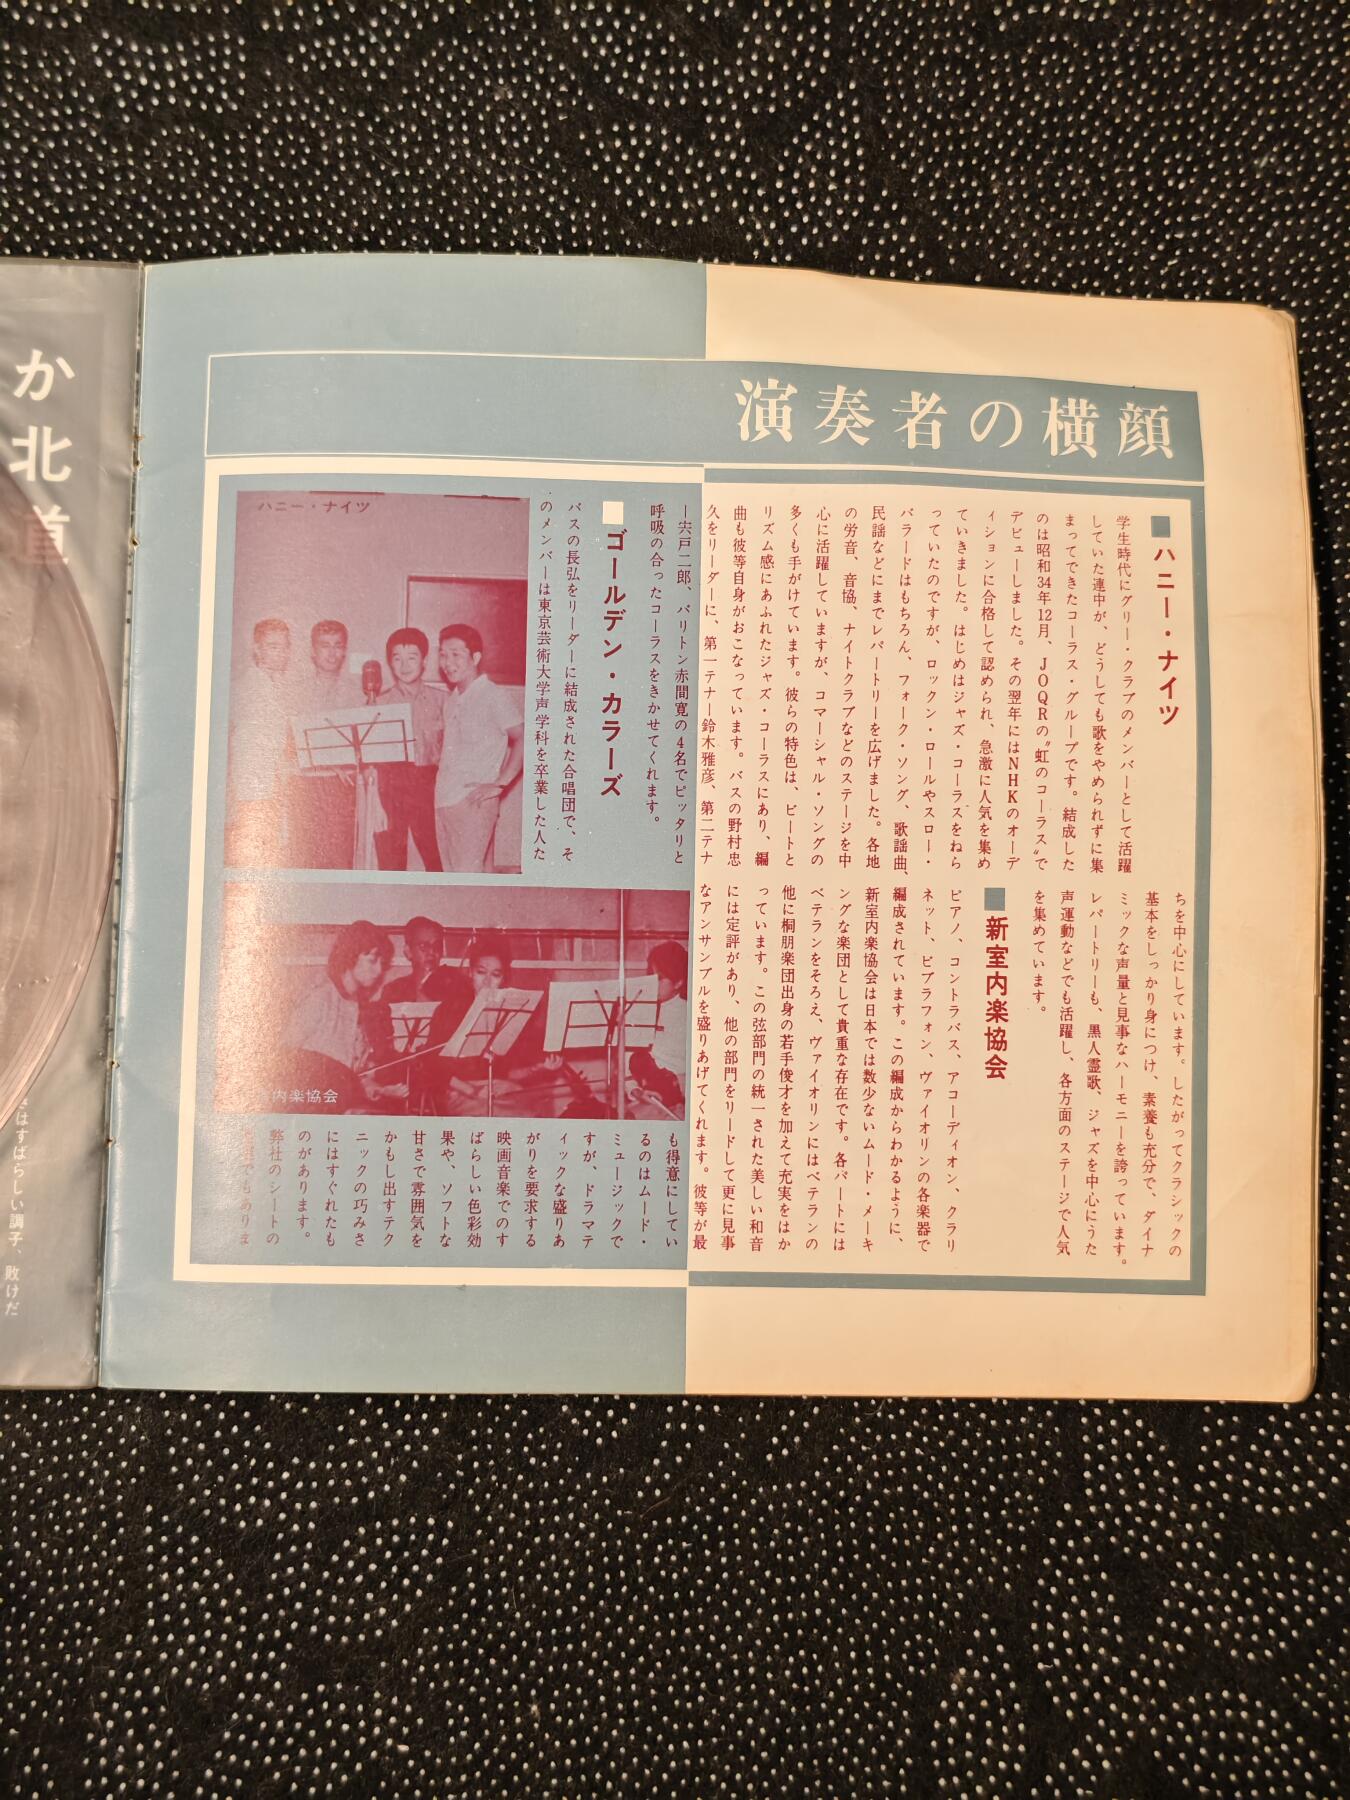 演奏者の横顔
■ハニー・ナイツ
学生時代にグリー・クラブのメンバーとして活躍
していた連中が、どうしても歌をやめられずに集
まってできたコーラス・グループです。結成した
のは昭和34年12月、JOQRの〝虹のコーラス〟で
デビューしました。その翌年にはNHKのオーデ
ィションに合格して認められ、急激に人気を集め
ていきました。はじめはジャズ・コーラスをねら
っていたのですが、ロックン・ロールやスロー・
バラードはもちろん、フォーク・ソング、歌謡曲、
民謡などにまでレパートリーを広げました。各地
の労音、音協、ナイトクラブなどのステージを中
心に活躍していますが、コマーシャル・ソングの
多くも手がけています。彼らの特色は、ビートと
リズム感にあふれたジャズ・コーラスにあり、編
曲も彼等自身がおこなっています。バスの野村忠
久をリーダーに、第一テナー鈴木雅彦、第二テナ
ー宍戸二郎、バリトン赤間寛の4名でピッタリと
呼吸の合ったコーラスをきかせてくれます。
■ゴールデン・カラーズ
バスの長弘をリーダーに結成された合唱団で、そ
のメンバーは東京芸術大学声学科を卒業した人た
ハニー・ナイツ
ちを中心にしています。したがってクラシックの
基本をしっかり身につけ、素養も充分で、ダイナ
ミックな声量と見事なハーモニーを誇っています。
レパートリーも、黒人霊歌、ジャズを中心にうた
声運動などでも活躍し、各方面のステージで人気
を集めています。
■新室内楽協会
ピアノ、コントラバス、アコーディオン、クラリ
ネット、ビブラフォン、ヴァイオリンの各楽器で
編成されています。この編成からわかるように、
新室内楽協会は日本では数少ないムード・メーキ
ングな楽団として貴重な存在です。各パートには
ベテランをそろえ、ヴァイオリンにはベテランの
他に桐朋楽団出身の若手俊才を加えて充実をはか
っています。この弦部門の統一された美しい和音
には定評があり、他の部門をリードして更に見事
なアンサンブルを盛りあげてくれます。彼等が最
も得意にしてい
るのはムード・
ミュージックで
すが、ドラマテ
ィックな盛りあ
がりを要求する
映画音楽でのす
ばらしい色彩効
果や、ソフトな
甘さで雰囲気を
かもし出すテク
ニックの巧みさ
にはすぐれたも
のがあります。
弊社のシートの
でもありま
内楽協会
か北道
はすばらしい調子、敗けだ